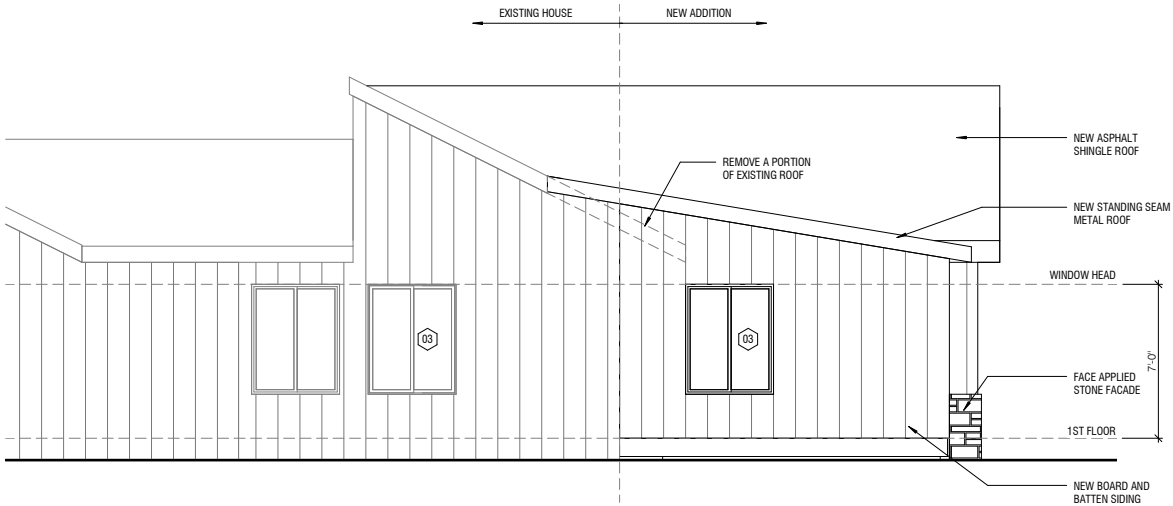 EXISTING HOUSE
NEW ADDITION
NEW ASPHALT
SHINGLE ROOF
REMOVE A PORTION
OF EXISTING ROOF
NEW STANDING SEAM
METAL ROOF
WINDOW HEAD
03
03
7'-0"
FACE APPLIED
STONE FACADE
1ST FLOOR
NEW BOARD AND
BATTEN SIDING